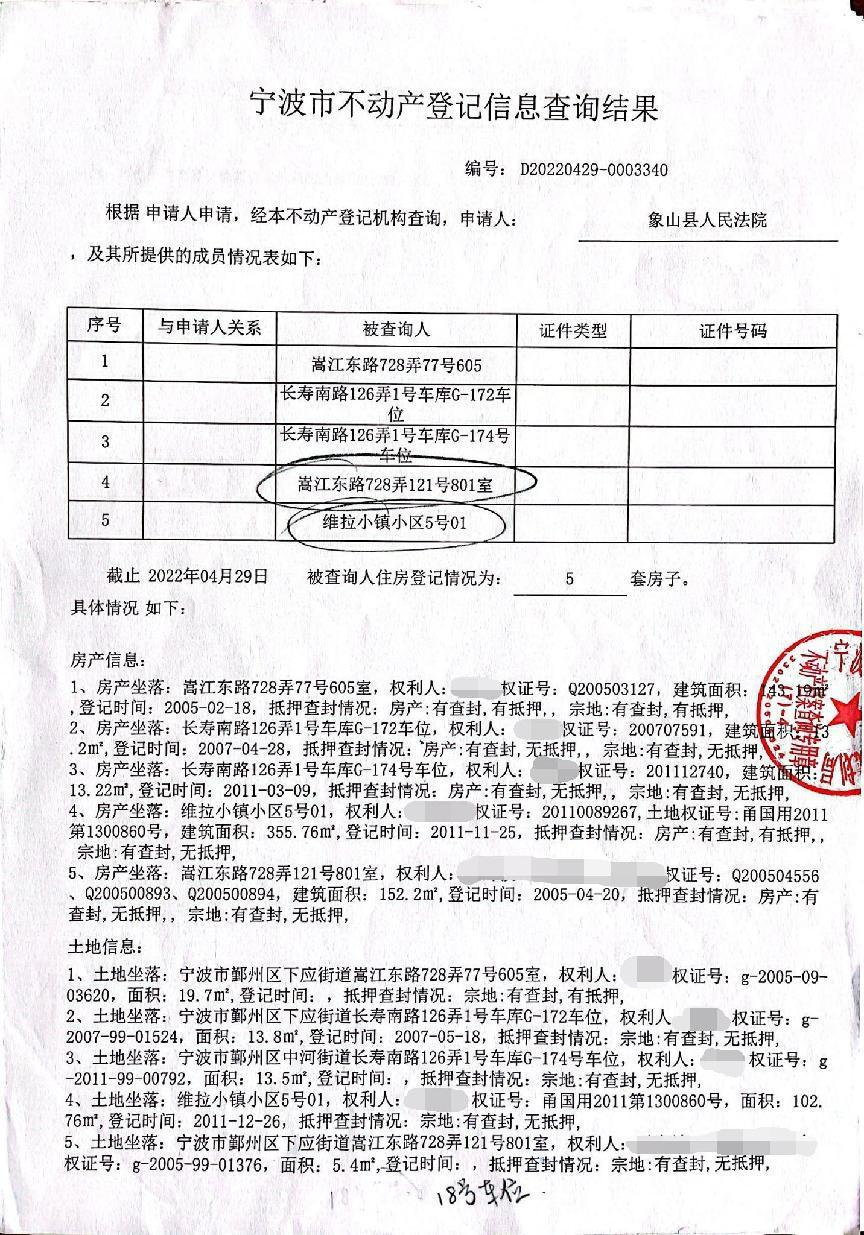 宁波市不动产登记信息查询结果
编号: D20220429-0003340
根据 申请人申请, 经本不动产登记机构查询, 申请人: 象山县人民法院
, 及其所提供的成员情况表如下:
序号 与申请人关系 被查询人 证件类型 证件号码
1 嵩江东路728弄77号605
2 长寿南路126弄1号车库G-172车
位
3 长寿南路126弄1号车库G-174号
车位
4 嵩江东路728弄121号801室
5 维拉小镇小区5号01
截止 2022年04月29日 被查询人住房登记情况为: 5 套房子。
具体情况 如下:
房产信息:
1、房产坐落: 嵩江东路728弄77号605室, 权利人: 权证号: Q200503127, 建筑面积: 143.19㎡
,登记时间: 2005-02-18, 抵押查封情况: 房产:有查封,有抵押,, 宗地:有查封,有抵押,
2、房产坐落: 长寿南路126弄1号车库G-172车位, 权利人: 权证号: 200707591, 建筑面积: 13
.2㎡,登记时间: 2007-04-28, 抵押查封情况: 房产:有查封,无抵押,, 宗地:有查封,无抵押,
3、房产坐落: 长寿南路126弄1号车库G-174号车位, 权利人: 权证号: 201112740, 建筑面积:
13.22㎡,登记时间: 2011-03-09, 抵押查封情况: 房产:有查封,无抵押,, 宗地:有查封,无抵押,
4、房产坐落: 维拉小镇小区5号01, 权利人: 权证号: 20110089267,土地权证号: 甬国用2011
第1300860号, 建筑面积: 355.76㎡,登记时间: 2011-11-25, 抵押查封情况: 房产:有查封,有抵押,,
宗地:有查封,无抵押,
5、房产坐落: 嵩江东路728弄121号801室, 权利人: 权证号: Q200504556
、Q200500893、Q200500894, 建筑面积: 152.2㎡,登记时间: 2005-04-20, 抵押查封情况: 房产:有
查封,无抵押,, 宗地:有查封,无抵押,
土地信息:
1、土地坐落: 宁波市鄞州区下应街道嵩江东路728弄77号605室, 权利人: 权证号: g-2005-09-
03620, 面积: 19.7㎡,登记时间: , 抵押查封情况: 宗地:有查封,有抵押,
2、土地坐落: 宁波市鄞州区下应街道长寿南路126弄1号车库G-172车位, 权利人 权证号: g-
2007-99-01524, 面积: 13.8㎡,登记时间: 2007-05-18, 抵押查封情况: 宗地:有查封,无抵押,
3、土地坐落: 宁波市鄞州区中河街道长寿南路126弄1号车库G-174号车位, 权利人: 权证号: g
-2011-99-00792, 面积: 13.5㎡,登记时间: , 抵押查封情况: 宗地:有查封,无抵押,
4、土地坐落: 维拉小镇小区5号01, 权利人: 权证号: 甬国用2011第1300860号, 面积: 102.
76㎡,登记时间: 2011-12-26, 抵押查封情况: 宗地:有查封,无抵押,
5、土地坐落: 宁波市鄞州区下应街道嵩江东路728弄121号801室, 权利人:
权证号: g-2005-99-01376, 面积: 5.4㎡,登记时间: , 抵押查封情况: 宗地:有查封,无抵押,
18号车位